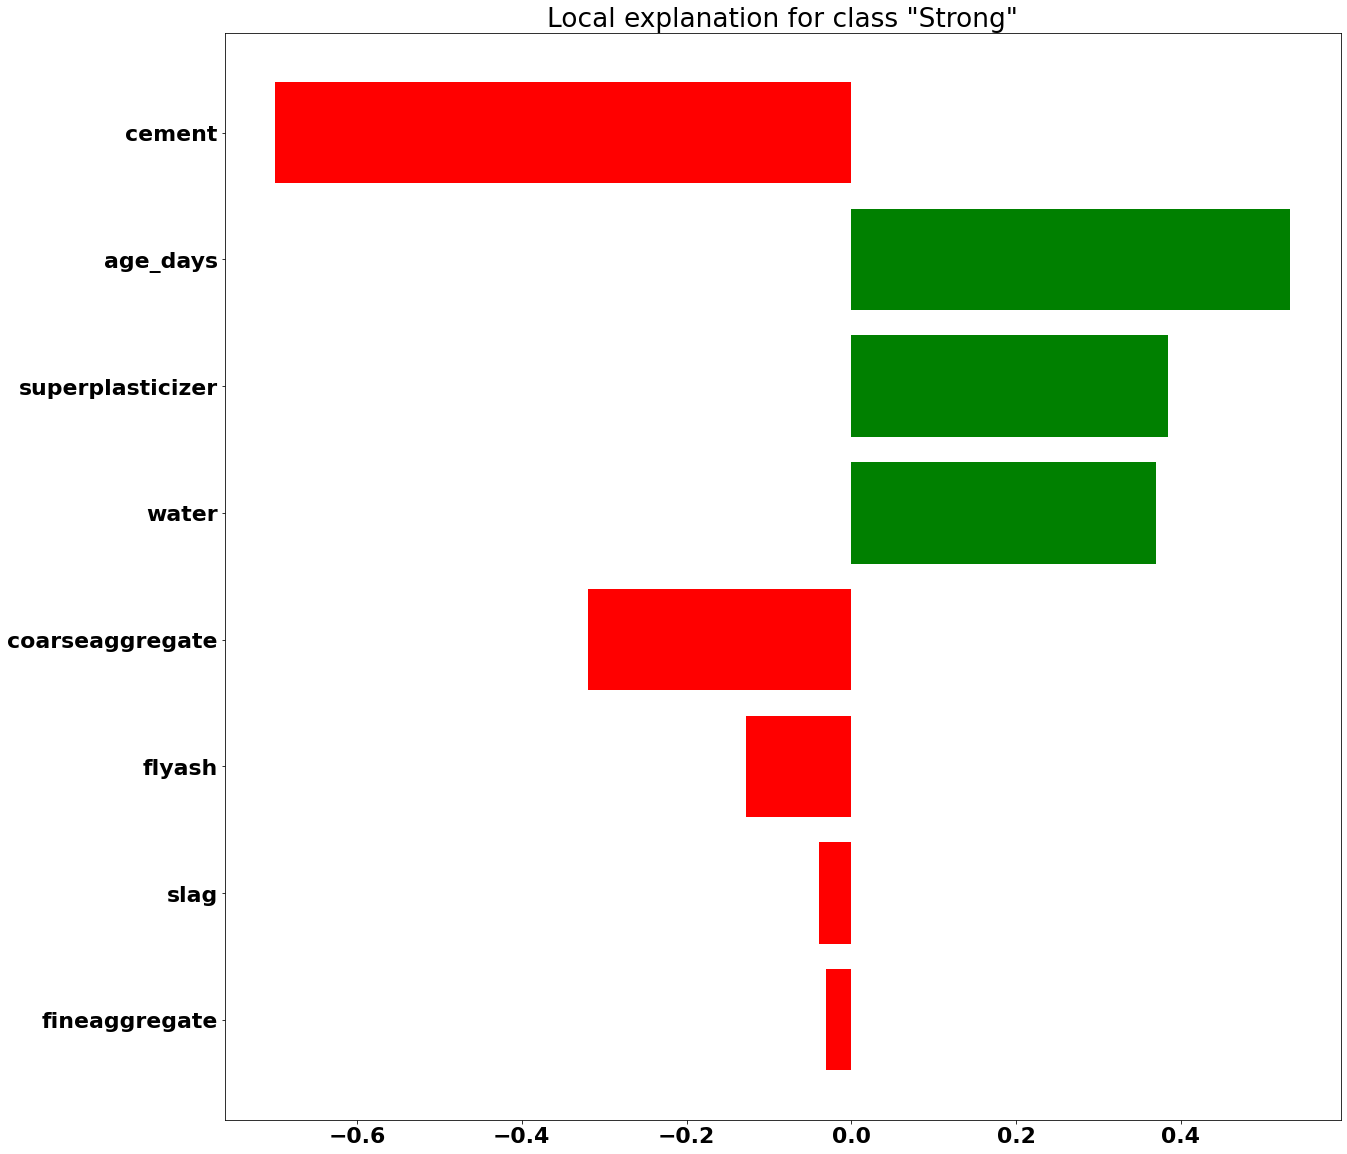 Local explanation for class "Strong"
cement
age_days
superplasticizer
water
coarseaggregate
flyash
slag
fineaggregate
−0.6 −0.4 −0.2 0.0 0.2 0.4